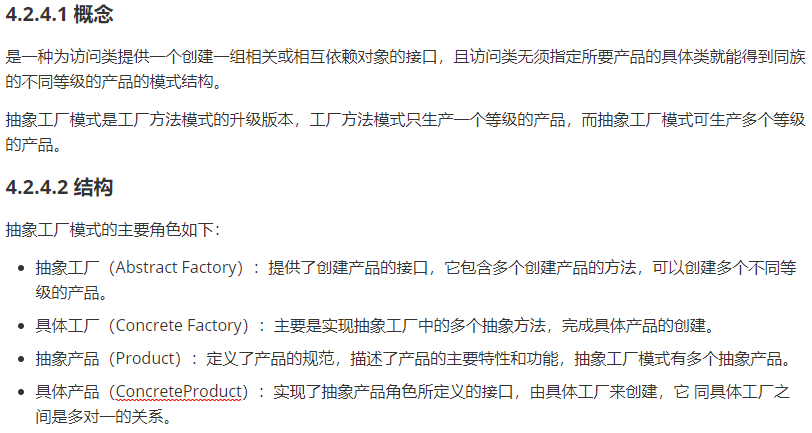 4.2.4.1 概念
是一种为访问类提供一个创建一组相关或相互依赖对象的接口，且访问类无须指定所要产品的具体类就能得到同族
的不同等级的产品的模式结构。
抽象工厂模式是工厂方法模式的升级版本，工厂方法模式只生产一个等级的产品，而抽象工厂模式可生产多个等级
的产品。
4.2.4.2 结构
抽象工厂模式的主要角色如下：
• 抽象工厂（Abstract Factory）：提供了创建产品的接口，它包含多个创建产品的方法，可以创建多个不同等
级的产品。
• 具体工厂（Concrete Factory）：主要是实现抽象工厂中的多个抽象方法，完成具体产品的创建。
• 抽象产品（Product）：定义了产品的规范，描述了产品的主要特性和功能，抽象工厂模式有多个抽象产品。
• 具体产品（ConcreteProduct）：实现了抽象产品角色所定义的接口，由具体工厂来创建，它 同具体工厂之
间是多对一的关系。